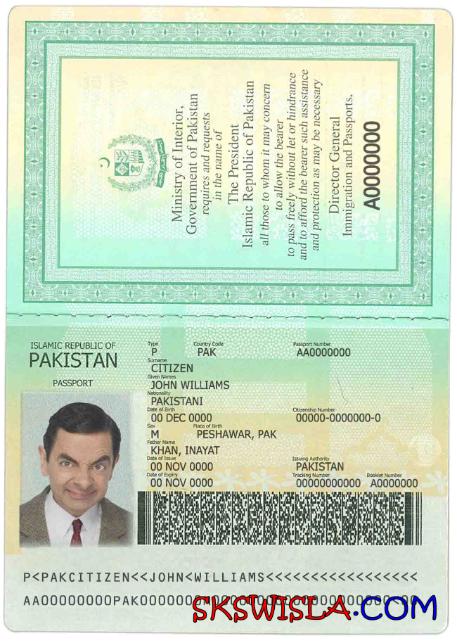 Ministry of Interior,
Government of Pakistan
requires and requests
in the name of
The President
Islamic Republic of Pakistan
all those to whom it may concern
to allow the bearer
to pass freely without let or hindrance
and to afford the bearer such assistance
and protection as may be necessary
Director General
Immigration and Passports.
A0000000
ISLAMIC REPUBLIC OF
PAKISTAN
PASSPORT
Type Country Code Passport Number
P PAK AA0000000
Surname
CITIZEN
Given Names
JOHN WILLIAMS
Nationality
PAKISTANI
Date of Birth Citizenship Number
00 DEC 0000 00000-0000000-0
Sex Place of Birth
M PESHAWAR, PAK
Father Name
KHAN, INAYAT
Date of Issue Issuing Authority
00 NOV 0000 PAKISTAN
Date of Expiry Tracking Number Booklet Number
00 NOV 0000 00000000000 A0000000
P<PAKCITIZEN<<JOHN<WILLIAMS<<<<<<<<<<<<<<<<<<
SKSWISLA.COM